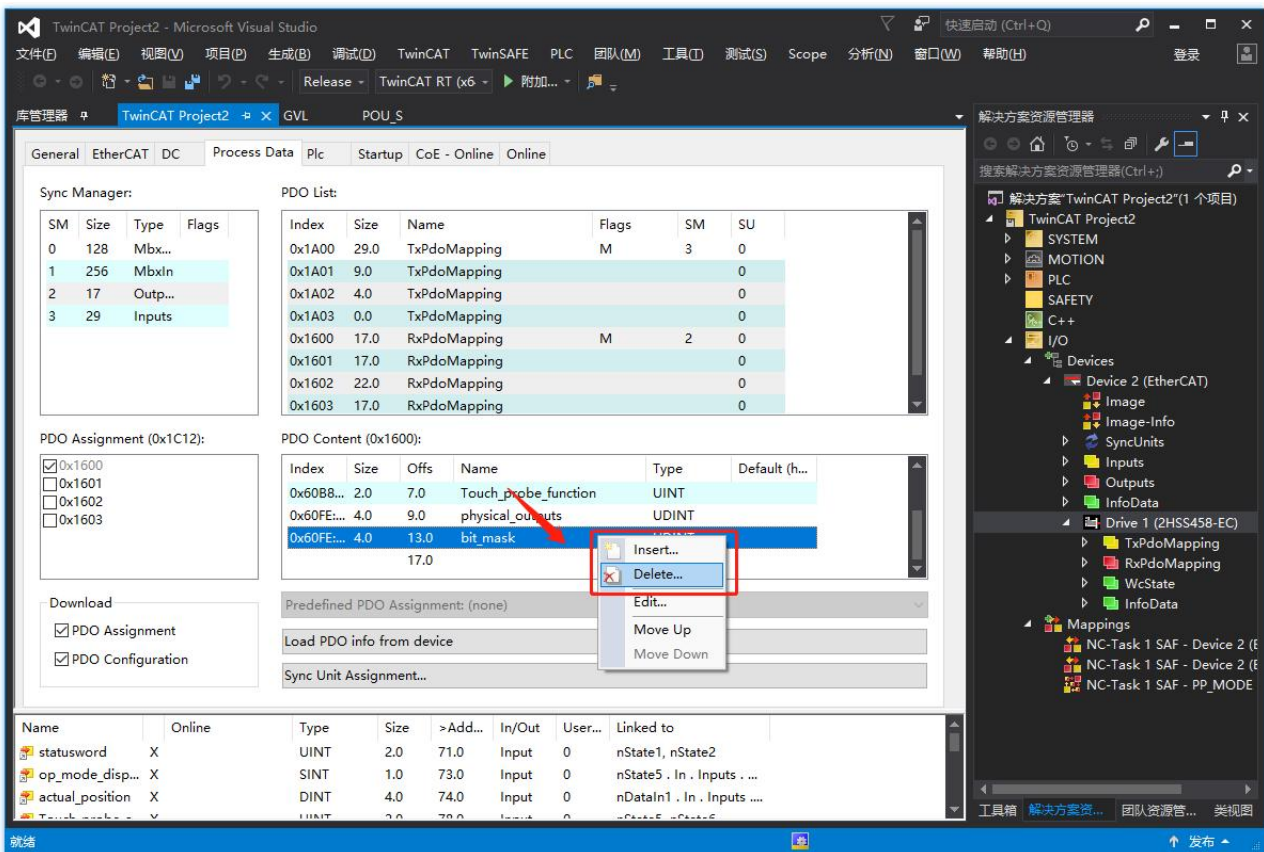 TwinCAT Project2 - Microsoft Visual Studio
快速启动 (Ctrl+Q)
文件(F) 编辑(E) 视图(V) 项目(P) 生成(B) 调试(D) TwinCAT TwinSAFE PLC 团队(M) 工具(T) 测试(S) Scope 分析(N) 窗口(W) 帮助(H) 登录
Release TwinCAT RT (x6 附加...
库管理器 TwinCAT Project2 GVL POU_S
General EtherCAT DC Process Data Plc Startup CoE - Online Online
Sync Manager:
SM Size Type Flags
0 128 Mbx...
1 256 MbxIn
2 17 Outp...
3 29 Inputs
PDO List:
Index Size Name Flags SM SU
0x1A00 29.0 TxPdoMapping M 3 0
0x1A01 9.0 TxPdoMapping 0
0x1A02 4.0 TxPdoMapping 0
0x1A03 0.0 TxPdoMapping 0
0x1600 17.0 RxPdoMapping M 2 0
0x1601 17.0 RxPdoMapping 0
0x1602 22.0 RxPdoMapping 0
0x1603 17.0 RxPdoMapping 0
PDO Assignment (0x1C12):
0x1600
0x1601
0x1602
0x1603
PDO Content (0x1600):
Index Size Offs Name Type Default (h...
0x60B8... 2.0 7.0 Touch_probe_function UINT
0x60FE:... 4.0 9.0 physical_outputs UDINT
0x60FE:... 4.0 13.0 bit_mask
17.0
Insert...
Delete...
Edit...
Move Up
Move Down
Download
PDO Assignment
PDO Configuration
Predefined PDO Assignment: (none)
Load PDO info from device
Sync Unit Assignment...
Name Online Type Size >Add... In/Out User... Linked to
statusword X UINT 2.0 71.0 Input 0 nState1, nState2
op_mode_disp... X SINT 1.0 73.0 Input 0 nState5 . In . Inputs . ...
actual_position X DINT 4.0 74.0 Input 0 nDataIn1 . In . Inputs ....
解决方案资源管理器
搜索解决方案资源管理器(Ctrl+;)
解决方案"TwinCAT Project2"(1 个项目)
TwinCAT Project2
SYSTEM
MOTION
PLC
SAFETY
C++
I/O
Devices
Device 2 (EtherCAT)
Image
Image-Info
SyncUnits
Inputs
Outputs
InfoData
Drive 1 (2HSS458-EC)
TxPdoMapping
RxPdoMapping
WcState
InfoData
Mappings
NC-Task 1 SAF - Device 2 (E
NC-Task 1 SAF - Device 2 (E
NC-Task 1 SAF - PP_MODE
工具箱 解决方案资... 团队资源管... 类视图
就绪 发布